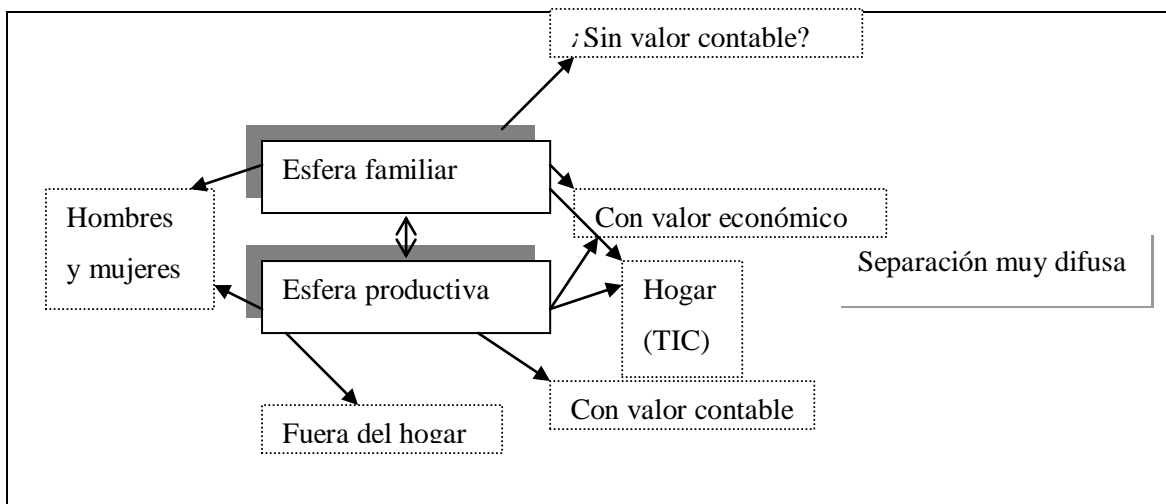 ¿Sin valor contable?
Esfera familiar
Hombres
y mujeres
Con valor económico
Separación muy difusa
Esfera productiva
Hogar
(TIC)
Con valor contable
Fuera del hogar